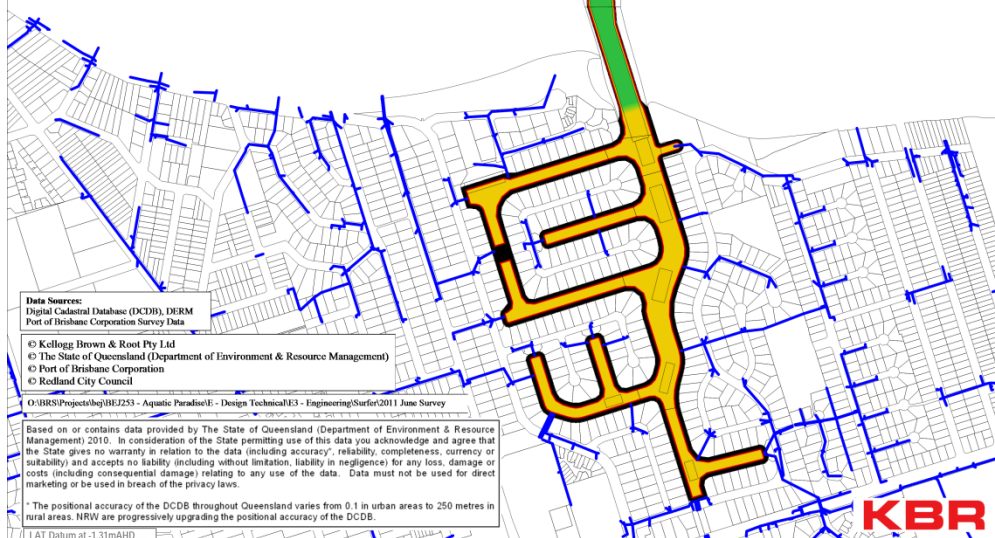 Data Sources:
Digital Cadastral Database (DCDB), DERM
Port of Brisbane Corporation Survey Data
© Kellogg Brown & Root Pty Ltd
© The State of Queensland (Department of Environment & Resource Management)
© Port of Brisbane Corporation
© Redland City Council
O:\BRS\Projects\bej\BEJ253 - Aquatic Paradise\E - Design Technical\E3 - Engineering\Surfer\2011 June Survey
Based on or contains data provided by The State of Queensland (Department of Environment & Resource
Management) 2010. In consideration of the State permitting use of this data you acknowledge and agree that
the State gives no warranty in relation to the data (including accuracy*, reliability, completeness, currency or
suitability) and accepts no liability (including without limitation, liability in negligence) for any loss, damage or
costs (including consequential damage) relating to any use of the data. Data must not be used for direct
marketing or be used in breach of the privacy laws.
* The positional accuracy of the DCDB throughout Queensland varies from 0.1 in urban areas to 250 metres in
rural areas. NRW are progressively upgrading the positional accuracy of the DCDB.
LAT Datum at -1.31mAHD
KBR